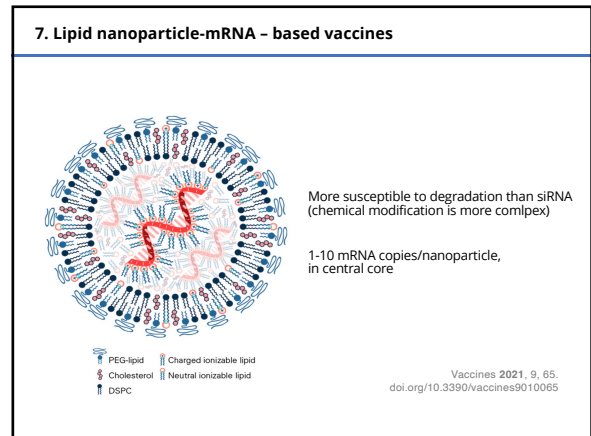 7. Lipid nanoparticle-mRNA – based vaccines
More susceptible to degradation than siRNA
(chemical modification is more comlpex)
1-10 mRNA copies/nanoparticle,
in central core
PEG-lipid
Charged ionizable lipid
Cholesterol
Neutral ionizable lipid
DSPC
Vaccines 2021, 9, 65.
doi.org/10.3390/vaccines9010065